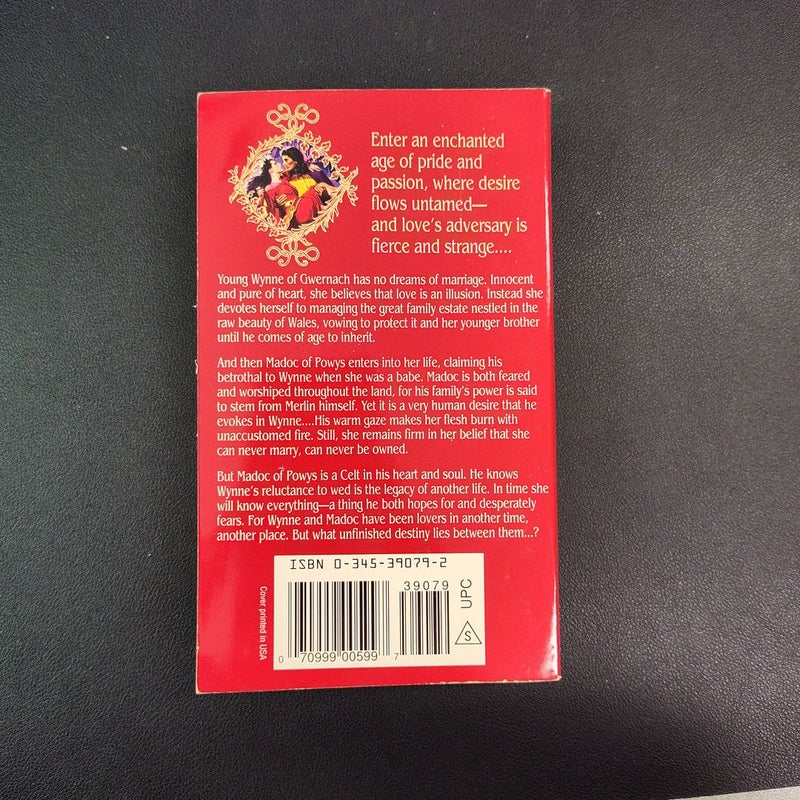 Enter an enchanted
age of pride and
passion, where desire
flows untamed—
and love's adversary is
fierce and strange....
Young Wynne of Gwernach has no dreams of marriage. Innocent
and pure of heart, she believes that love is an illusion. Instead she
devotes herself to managing the great family estate nestled in the
raw beauty of Wales, vowing to protect it and her younger brother
until he comes of age to inherit.
And then Madoc of Powys enters into her life, claiming his
betrothal to Wynne when she was a babe. Madoc is both feared
and worshiped throughout the land, for his family's power is said
to stem from Merlin himself. Yet it is a very human desire that he
evokes in Wynne....His warm gaze makes her flesh burn with
unaccustomed fire. Still, she remains firm in her belief that she
can never marry, can never be owned.
But Madoc of Powys is a Celt in his heart and soul. He knows
Wynne's reluctance to wed is the legacy of another life. In time she
will know everything—a thing he both hopes for and desperately
fears. For Wynne and Madoc have been lovers in another time,
another place. But what unfinished destiny lies between them...?
ISBN 0-345-39079-2
39079
UPC
S
0 70999 00599 7
Cover printed in USA